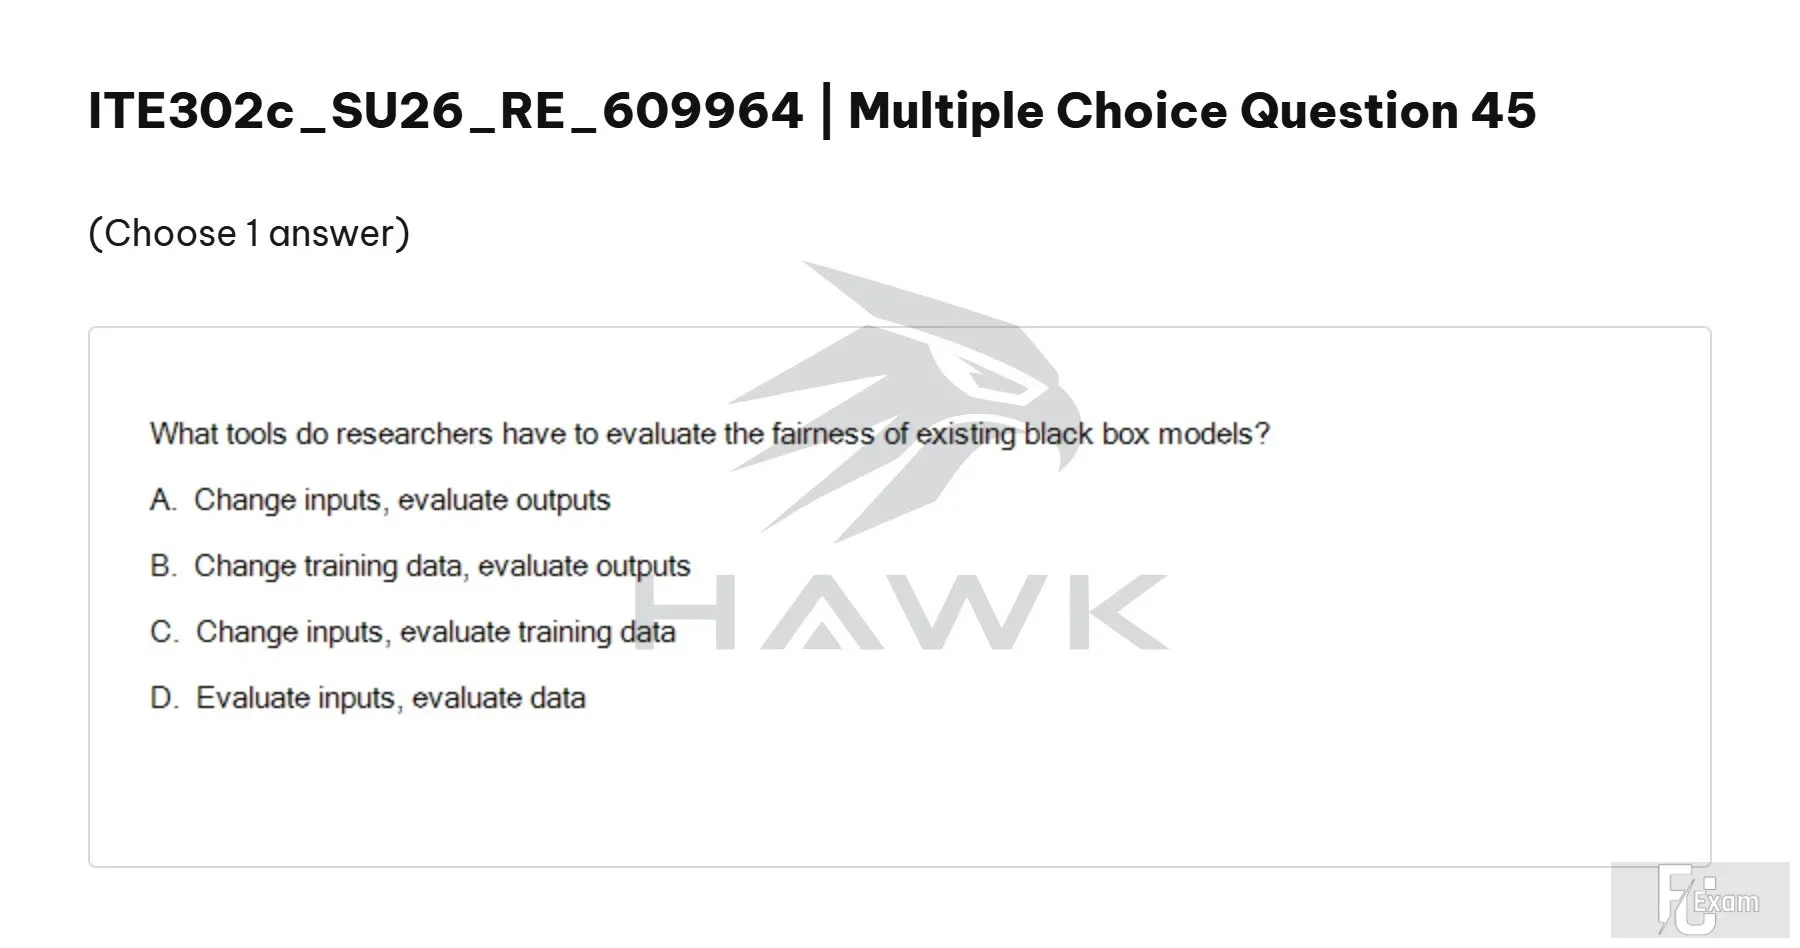 ITE302c_SU26_RE_609964 | Multiple Choice Question 45
(Choose 1 answer)
What tools do researchers have to evaluate the fairness of existing black box models?
A. Change inputs, evaluate outputs
B. Change training data, evaluate outputs
C. Change inputs, evaluate training data
D. Evaluate inputs, evaluate data
HAWK
FU Exam